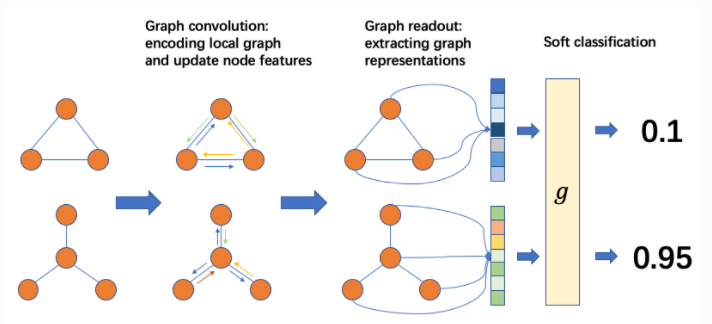 Graph convolution:
encoding local graph
and update node features
Graph readout:
extracting graph
representations
Soft classification
g
0.1
0.95